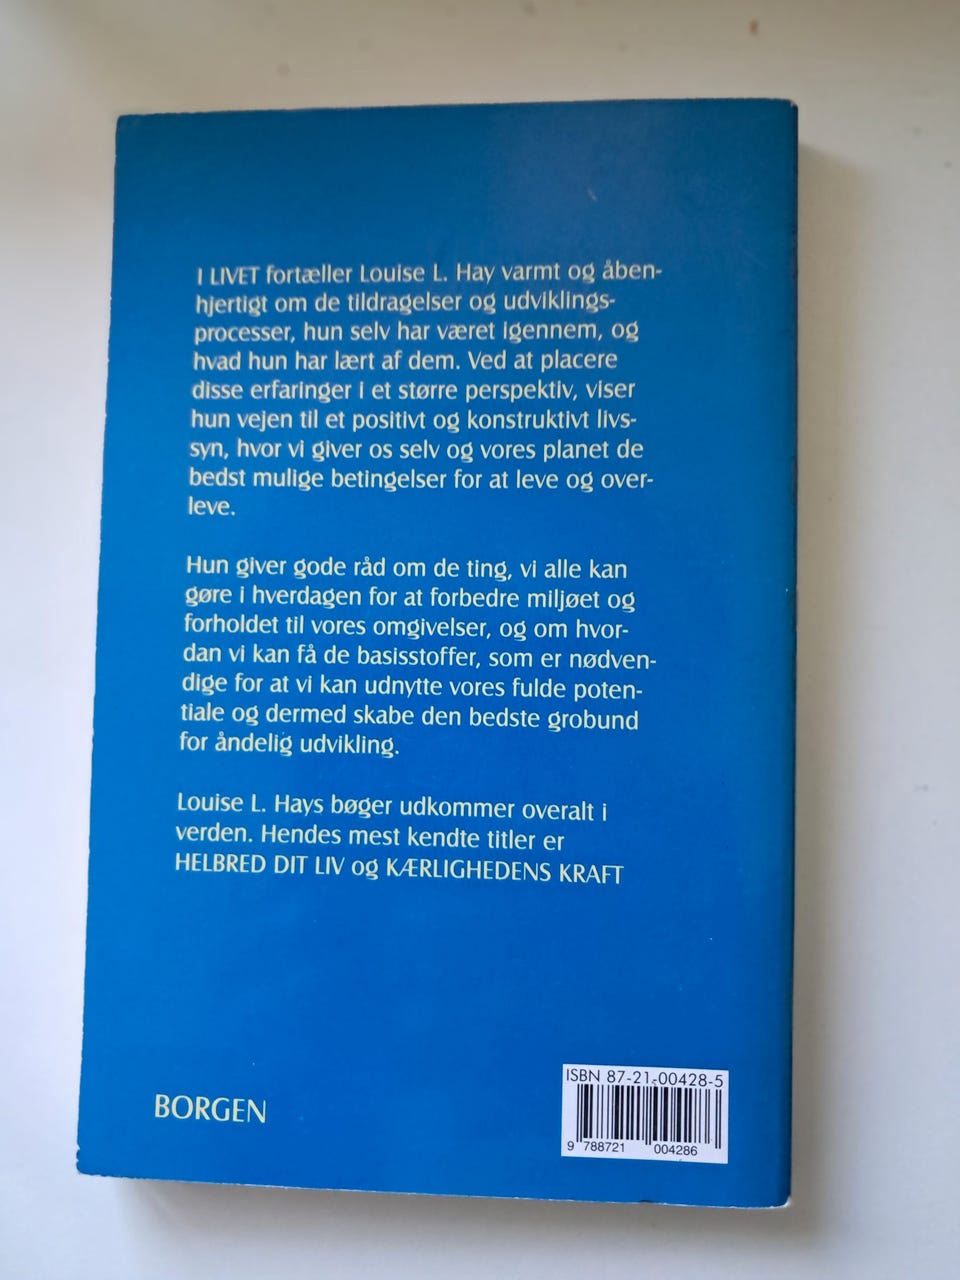 I LIVET fortæller Louise L. Hay varmt og åben-
hjertigt om de tildragelser og udviklings-
processer, hun selv har været igennem, og
hvad hun har lært af dem. Ved at placere
disse erfaringer i et større perspektiv, viser
hun vejen til et positivt og konstruktivt livs-
syn, hvor vi giver os selv og vores planet de
bedst mulige betingelser for at leve og over-
leve.
Hun giver gode råd om de ting, vi alle kan
gøre i hverdagen for at forbedre miljøet og
forholdet til vores omgivelser, og om hvor-
dan vi kan få de basisstoffer, som er nødven-
dige for at vi kan udnytte vores fulde poten-
tiale og dermed skabe den bedste grobund
for åndelig udvikling.
Louise L. Hays bøger udkommer overalt i
verden. Hendes mest kendte titler er
HELBRED DIT LIV og KÆRLIGHEDENS KRAFT
BORGEN
ISBN 87-21-00428-5
9 788721 004286